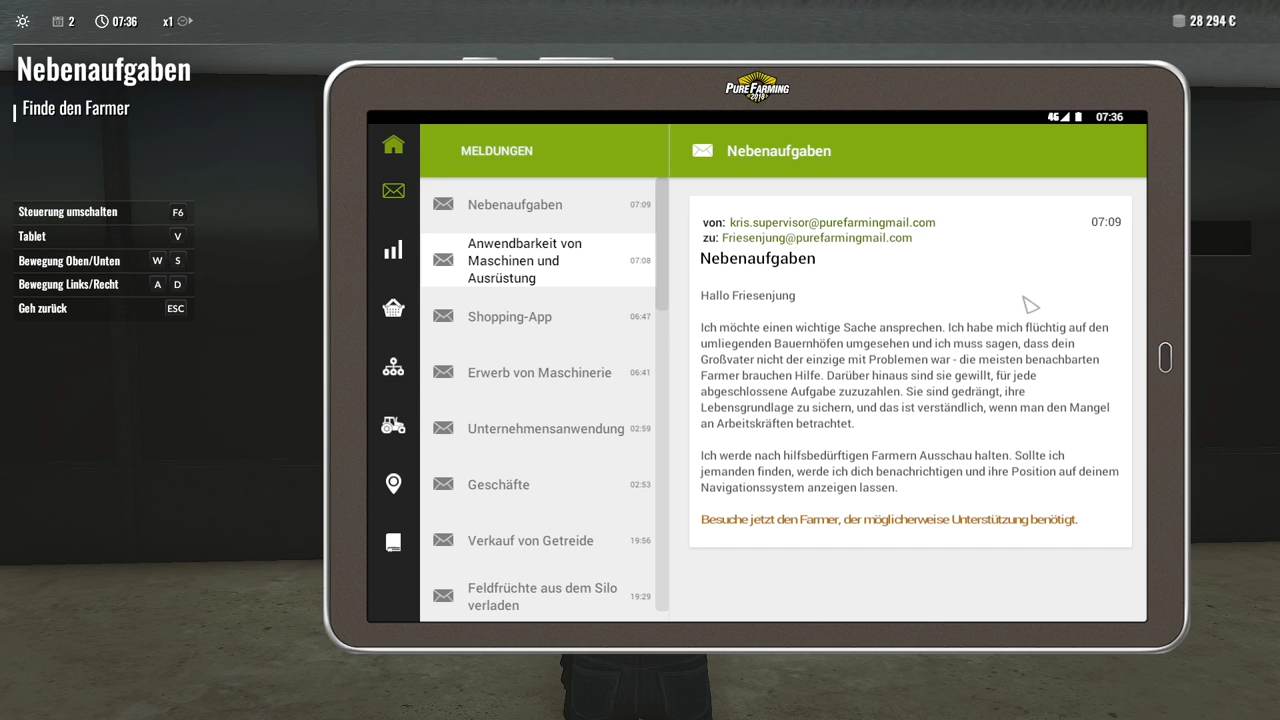 2
07:36
x1
28 294 €
Nebenaufgaben
Finde den Farmer
Steuerung umschalten F6
Tablet V
Bewegung Oben/Unten W S
Bewegung Links/Recht A D
Geh zurück ESC
PURE FARMING
2018
4G 07:36
MELDUNGEN
Nebenaufgaben 07:09
Anwendbarkeit von
Maschinen und 07:08
Ausrüstung
Shopping-App 06:47
Erwerb von Maschinerie 06:41
Unternehmensanwendung 02:59
Geschäfte 02:53
Verkauf von Getreide 19:56
Feldfrüchte aus dem Silo
verladen 19:29
Nebenaufgaben
von: kris.supervisor@purefarmingmail.com 07:09
zu: Friesenjung@purefarmingmail.com
Nebenaufgaben
Hallo Friesenjung
Ich möchte einen wichtige Sache ansprechen. Ich habe mich flüchtig auf den
umliegenden Bauernhöfen umgesehen und ich muss sagen, dass dein
Großvater nicht der einzige mit Problemen war - die meisten benachbarten
Farmer brauchen Hilfe. Darüber hinaus sind sie gewillt, für jede
abgeschlossene Aufgabe zuzuzahlen. Sie sind gedrängt, ihre
Lebensgrundlage zu sichern, und das ist verständlich, wenn man den Mangel
an Arbeitskräften betrachtet.
Ich werde nach hilfsbedürftigen Farmern Ausschau halten. Sollte ich
jemanden finden, werde ich dich benachrichtigen und ihre Position auf deinem
Navigationssystem anzeigen lassen.
Besuche jetzt den Farmer, der möglicherweise Unterstützung benötigt.